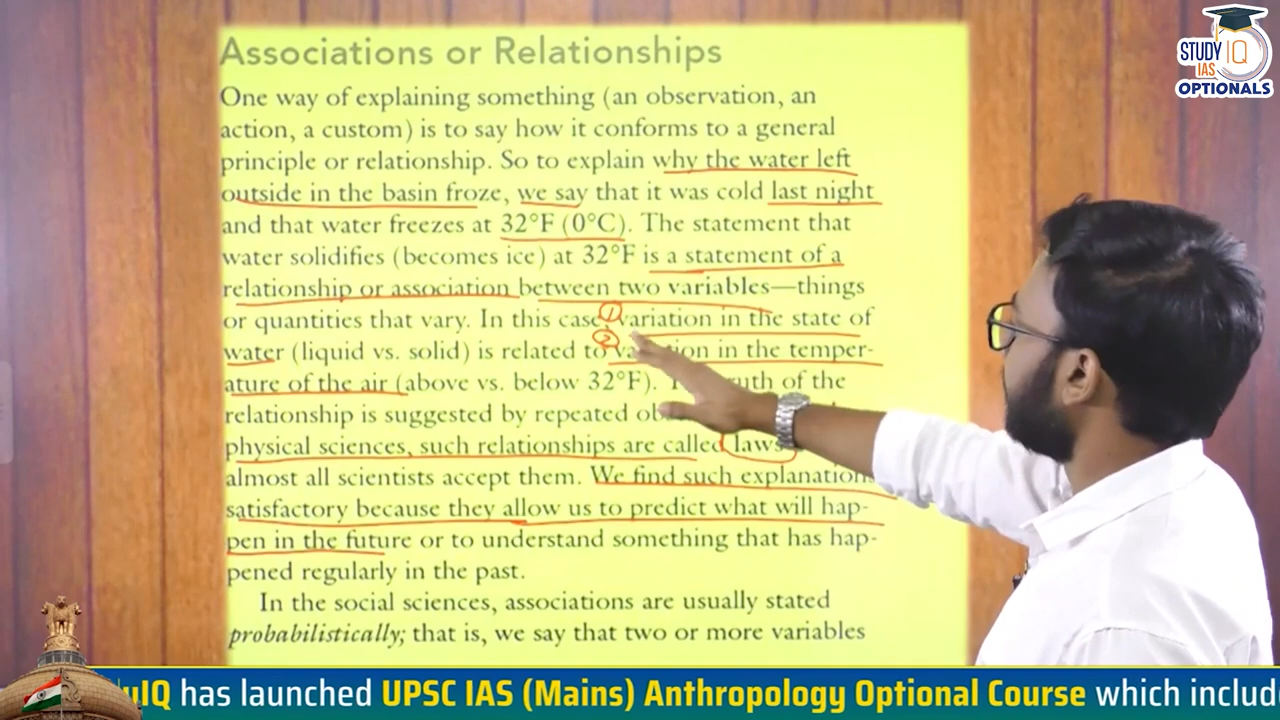 Associations or Relationships
One way of explaining something (an observation, an
action, a custom) is to say how it conforms to a general
principle or relationship. So to explain why the water left
outside in the basin froze, we say that it was cold last night
and that water freezes at 32°F (0°C). The statement that
water solidifies (becomes ice) at 32°F is a statement of a
relationship or association between two variables—things
or quantities that vary. In this case, ① variation in the state of
water (liquid vs. solid) is related to ② in the temper-
ature of the air (above vs. below 32°F). of the
relationship is suggested by repeated
physical sciences, such relationships are called laws
almost all scientists accept them. We find such
satisfactory because they allow us to predict what will hap-
pen in the future or to understand something that has hap-
pened regularly in the past.
In the social sciences, associations are usually stated
probabilistically; that is, we say that two or more variables
STUDY IQ
IAS
OPTIONALS
IQ has launched UPSC IAS (Mains) Anthropology Optional Course which